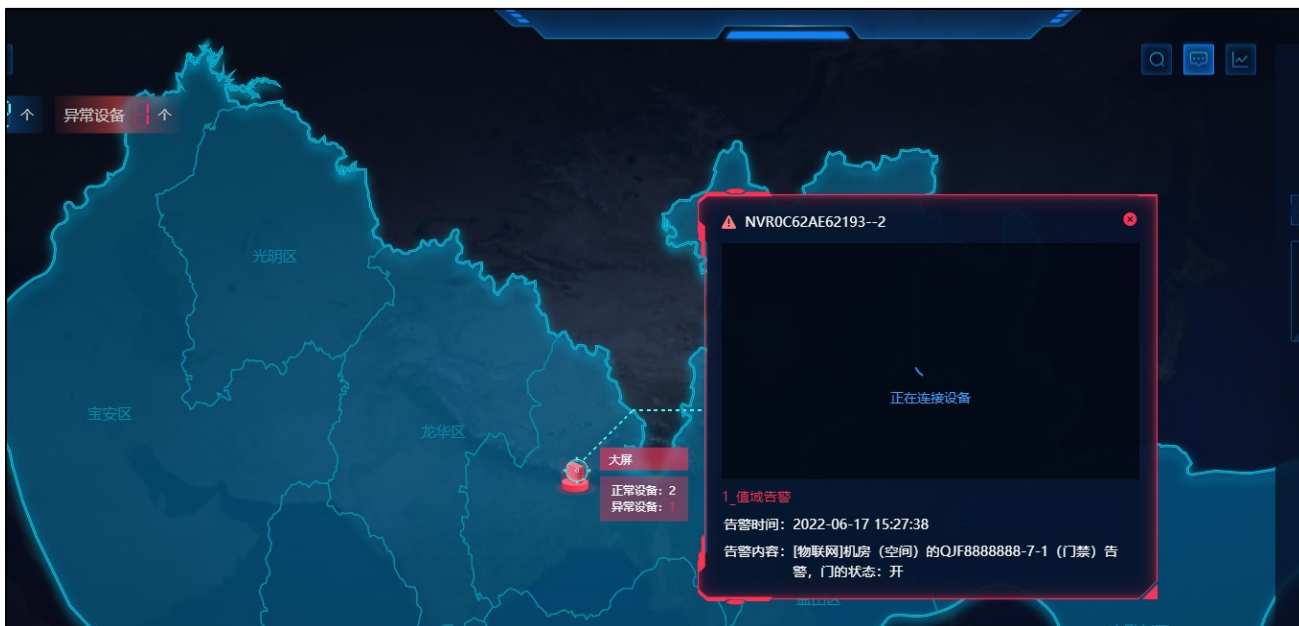 个
异常设备 1 个
NVR0C62AE62193--2
光明区
正在连接设备
宝安区
龙华区
大屏
正常设备：2
异常设备：1
1_值域告警
告警时间：2022-06-17 15:27:38
告警内容：[物联网]机房（空间）的QJF8888888-7-1（门禁）告
警，门的状态：开
盐田区